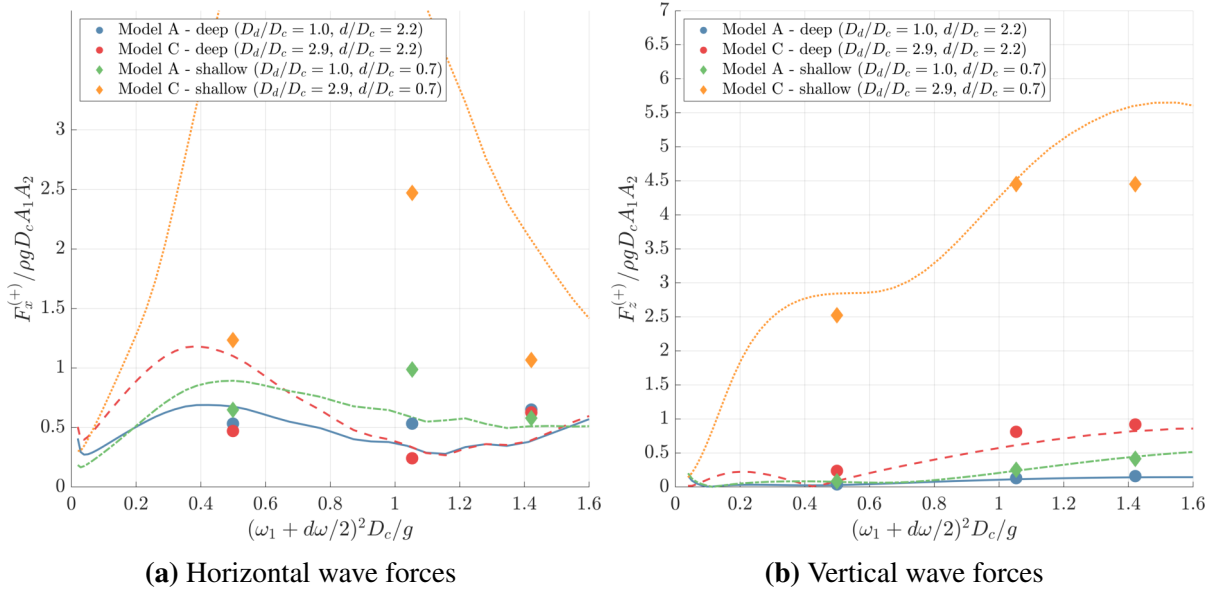 Model A - deep (D_d/D_c = 1.0, d/D_c = 2.2)
Model C - deep (D_d/D_c = 2.9, d/D_c = 2.2)
Model A - shallow (D_d/D_c = 1.0, d/D_c = 0.7)
Model C - shallow (D_d/D_c = 2.9, d/D_c = 0.7)
3
2.5
2
1.5
1
0.5
0
F_x^{(+)}/ρgD_cA_1A_2
0 0.2 0.4 0.6 0.8 1 1.2 1.4 1.6
(ω_1 + dω/2)^2D_c/g
(a) Horizontal wave forces
Model A - deep (D_d/D_c = 1.0, d/D_c = 2.2)
Model C - deep (D_d/D_c = 2.9, d/D_c = 2.2)
Model A - shallow (D_d/D_c = 1.0, d/D_c = 0.7)
Model C - shallow (D_d/D_c = 2.9, d/D_c = 0.7)
7
6.5
6
5.5
5
4.5
4
3.5
3
2.5
2
1.5
1
0.5
0
F_z^{(+)}/ρgD_cA_1A_2
0 0.2 0.4 0.6 0.8 1 1.2 1.4 1.6
(ω_1 + dω/2)^2D_c/g
(b) Vertical wave forces